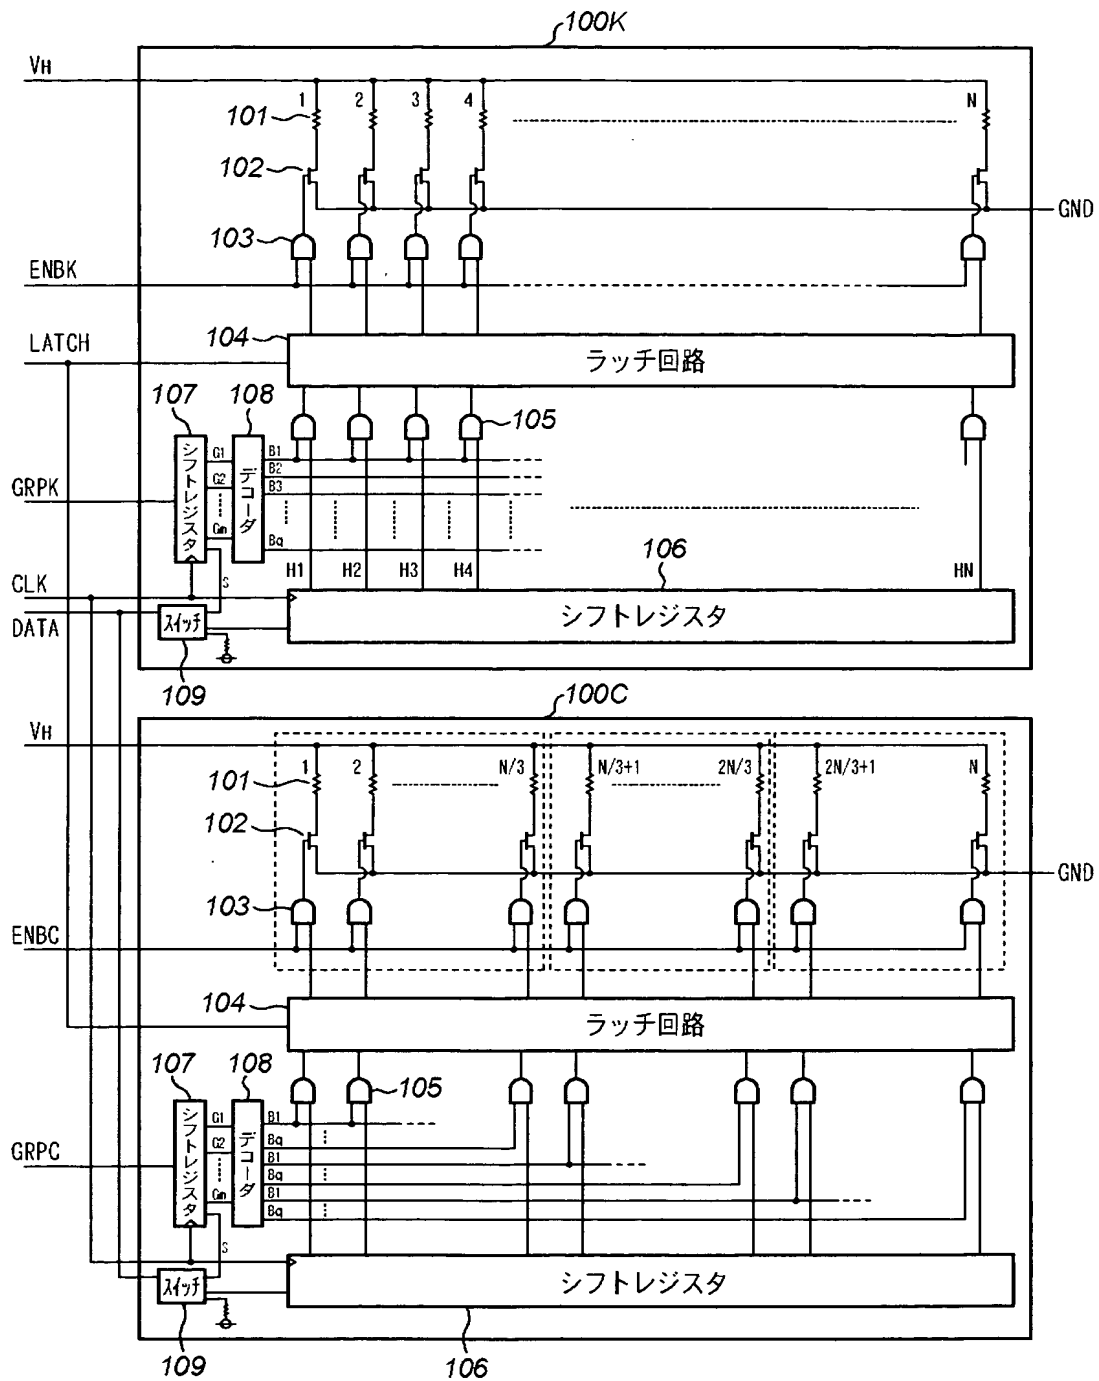 100K
VH
1 2 3 4 N
101
102
GND
103
ENBK
104
LATCH
ラッチ回路
107 108
105
シフトレジスタ
G1
G2
Gm
デコーダ
B1
B2
B3
Bq
GRPK
S
H1 H2 H3 H4 HN
106
CLK
DATA
スイッチ
シフトレジスタ
109
100C
VH
1 2 N/3 N/3+1 2N/3 2N/3+1 N
101
102
GND
103
ENBC
104
ラッチ回路
107 108
105
シフトレジスタ
G1
G2
Gm
デコーダ
B1
Bq
B1
Bq
B1
Bq
GRPC
S
スイッチ
シフトレジスタ
109
106